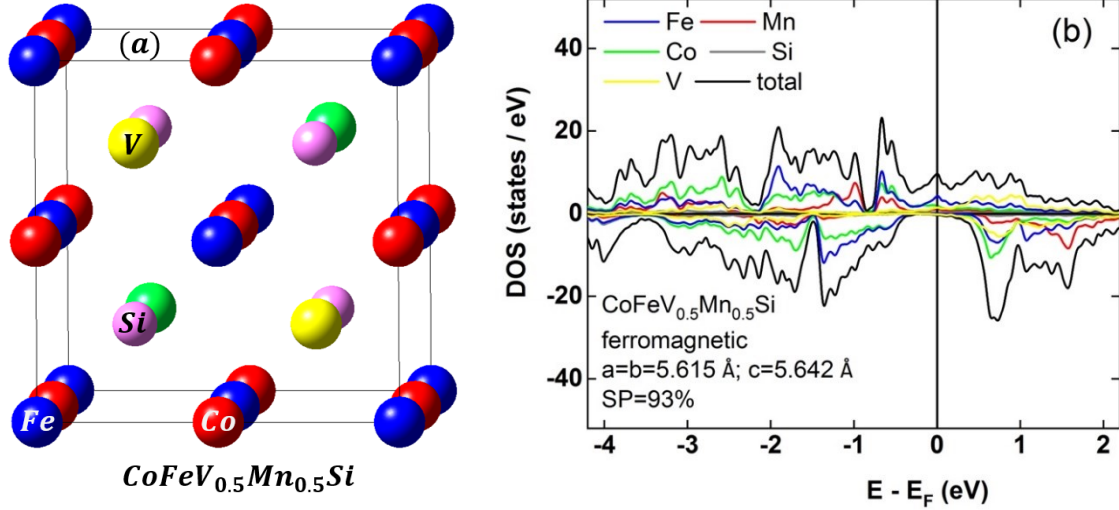 (a)
V
Si
Fe
Co
CoFeV₀.₅Mn₀.₅Si
(b)
Fe Mn
Co Si
V total
40
20
0
-20
-40
DOS (states / eV)
CoFeV₀.₅Mn₀.₅Si
ferromagnetic
a=b=5.615 Å; c=5.642 Å
SP=93%
-4 -3 -2 -1 0 1 2
E - E_F (eV)